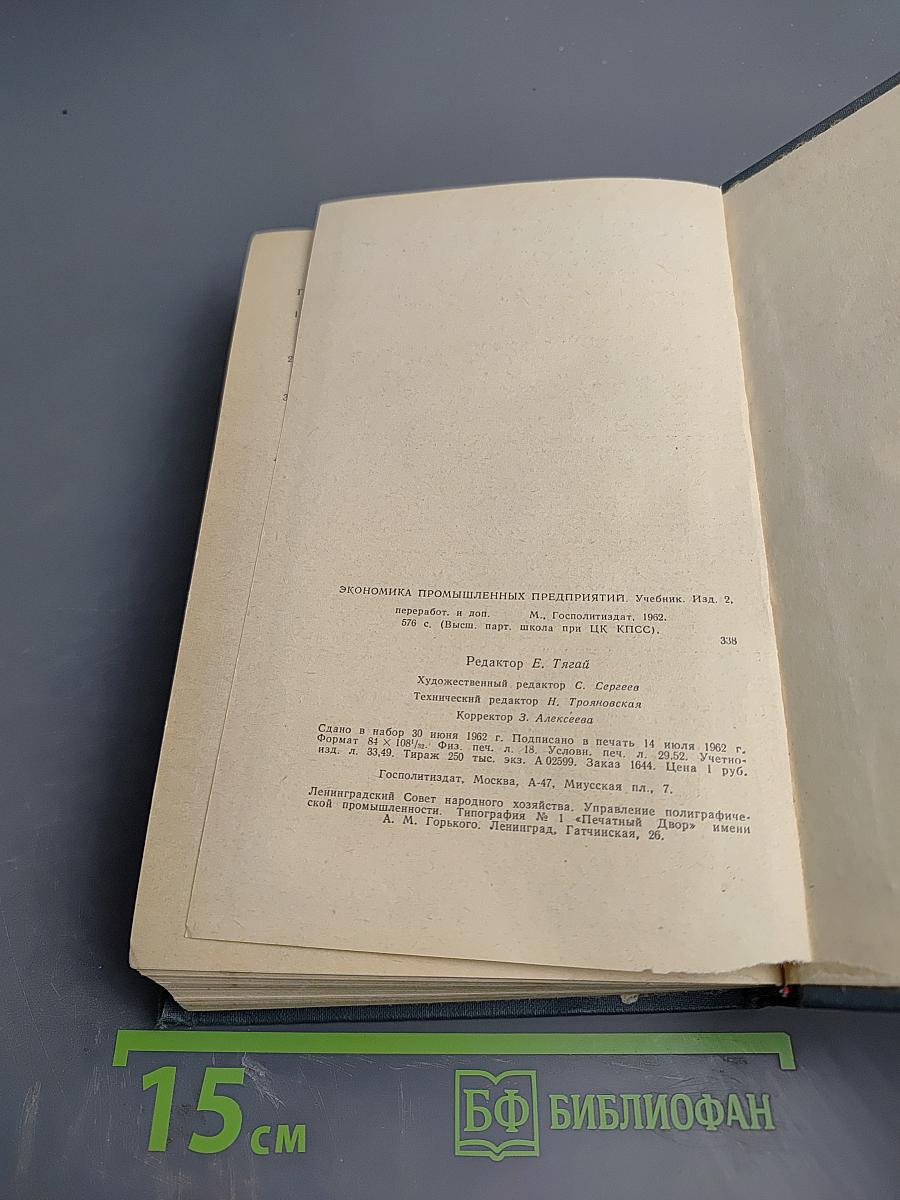 Г
1
2
3
ЭКОНОМИКА ПРОМЫШЛЕННЫХ ПРЕДПРИЯТИЙ. Учебник. Изд. 2,
переработ. и доп. М., Госполитиздат, 1962.
576 с. (Высш. парт. школа при ЦК КПСС).
338
Редактор Е. Тягай
Художественный редактор С. Сергеев
Технический редактор Н. Трояновская
Корректор З. Алексеева
Сдано в набор 30 июня 1962 г. Подписано в печать 14 июля 1962 г.
Формат 84 × 108¹/₃₂. Физ. печ. л. 18. Условн. печ. л. 29,52. Учетно-
изд. л. 33,49. Тираж 250 тыс. экз. А 02599. Заказ 1644. Цена 1 руб.
Госполитиздат, Москва, А-47, Миусская пл., 7.
Ленинградский Совет народного хозяйства. Управление полиграфиче-
ской промышленности. Типография № 1 «Печатный Двор» имени
А. М. Горького. Ленинград, Гатчинская, 26.
15 см
БФ БИБЛИОФАН